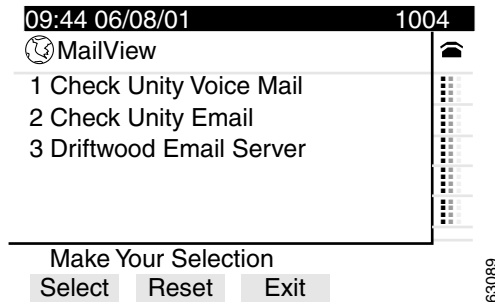 09:44 06/08/01 1004
MailView
1 Check Unity Voice Mail
2 Check Unity Email
3 Driftwood Email Server
Make Your Selection
Select Reset Exit
63089